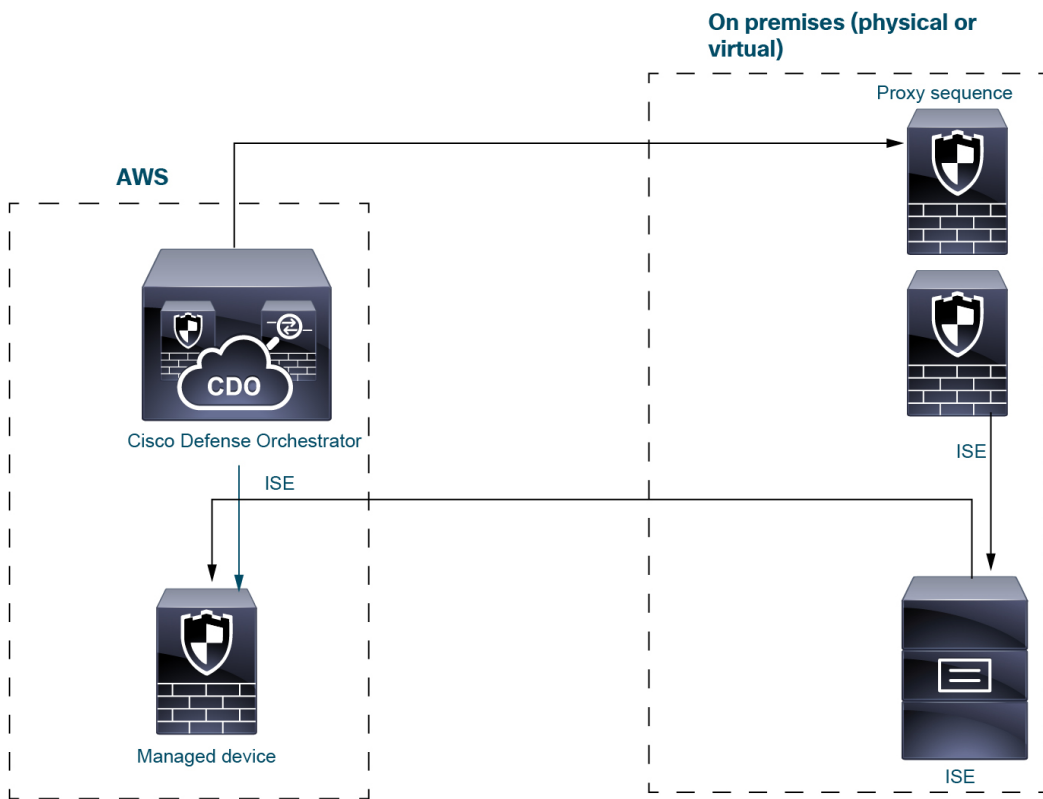 On premises (physical or
virtual)
Proxy sequence
AWS
CDO
Cisco Defense Orchestrator
ISE
ISE
Managed device
ISE